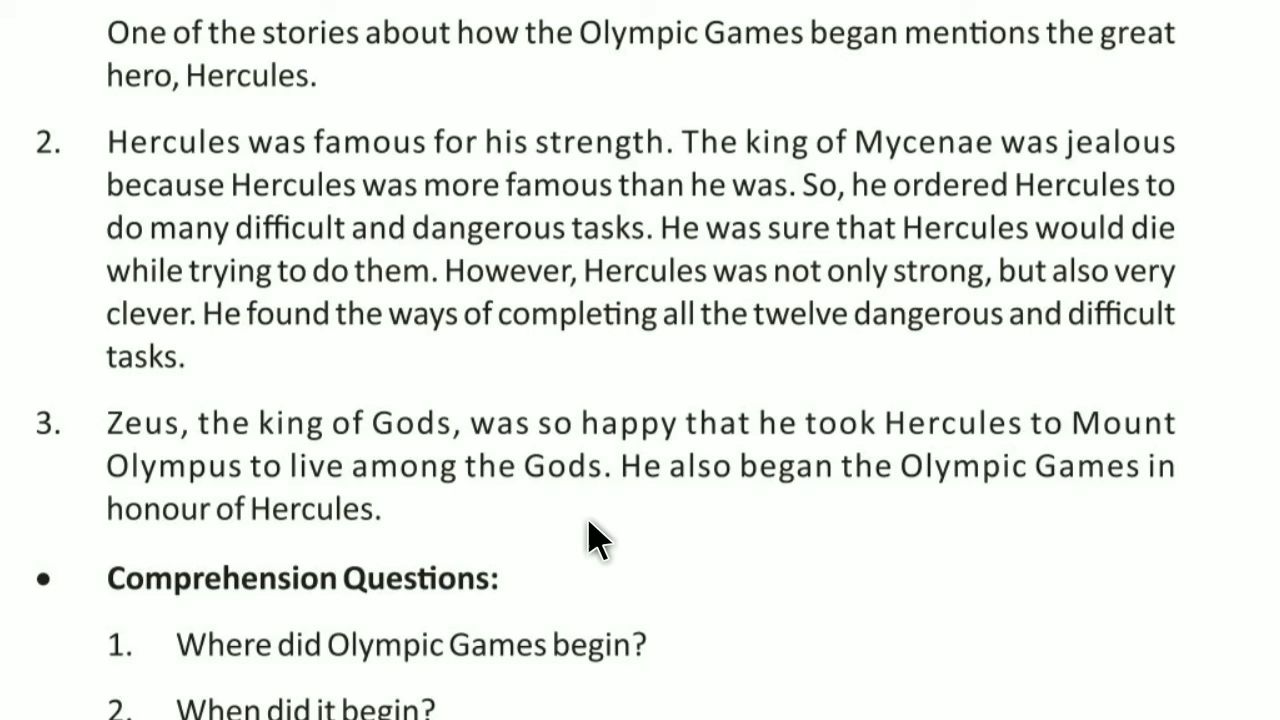 One of the stories about how the Olympic Games began mentions the great
hero, Hercules.
2. Hercules was famous for his strength. The king of Mycenae was jealous
because Hercules was more famous than he was. So, he ordered Hercules to
do many difficult and dangerous tasks. He was sure that Hercules would die
while trying to do them. However, Hercules was not only strong, but also very
clever. He found the ways of completing all the twelve dangerous and difficult
tasks.
3. Zeus, the king of Gods, was so happy that he took Hercules to Mount
Olympus to live among the Gods. He also began the Olympic Games in
honour of Hercules.
• Comprehension Questions:
1. Where did Olympic Games begin?
2. When did it begin?